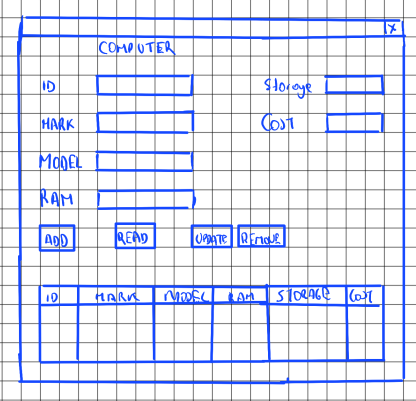 X
COMPUTER
ID Storage
MARK COST
MODEL
RAM
ADD READ UPDATE REMOVE
ID MARK MODEL RAM STORAGE COST